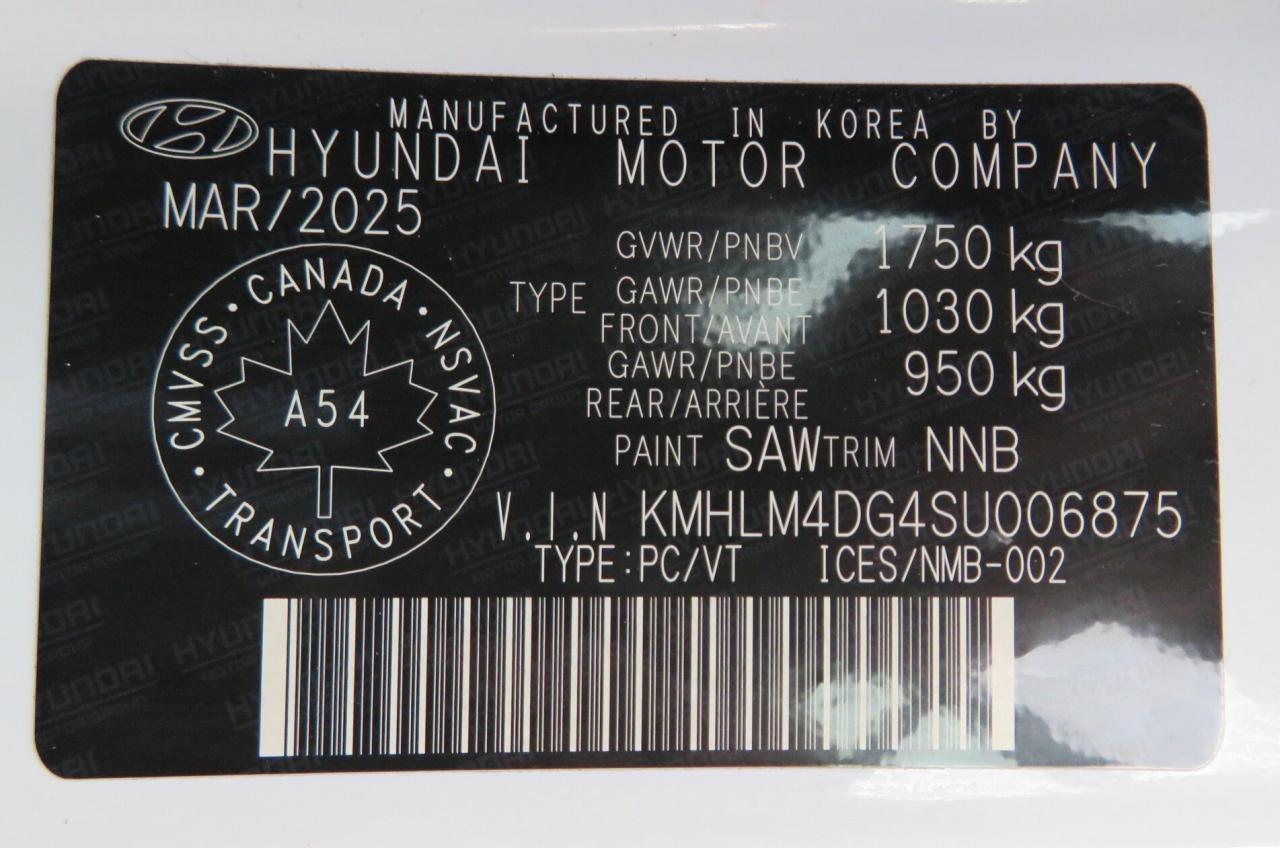 MANUFACTURED IN KOREA BY
HYUNDAI MOTOR COMPANY
MAR/2025
CANADA · NSVAC · TRANSPORT · CMVSS ·
A54
TYPE
GVWR/PNBV 1750 kg
GAWR/PNBE
FRONT/AVANT 1030 kg
GAWR/PNBE
REAR/ARRIÈRE 950 kg
PAINT SAW TRIM NNB
V.I.N KMHLM4DG4SU006875
TYPE:PC/VT ICES/NMB-002